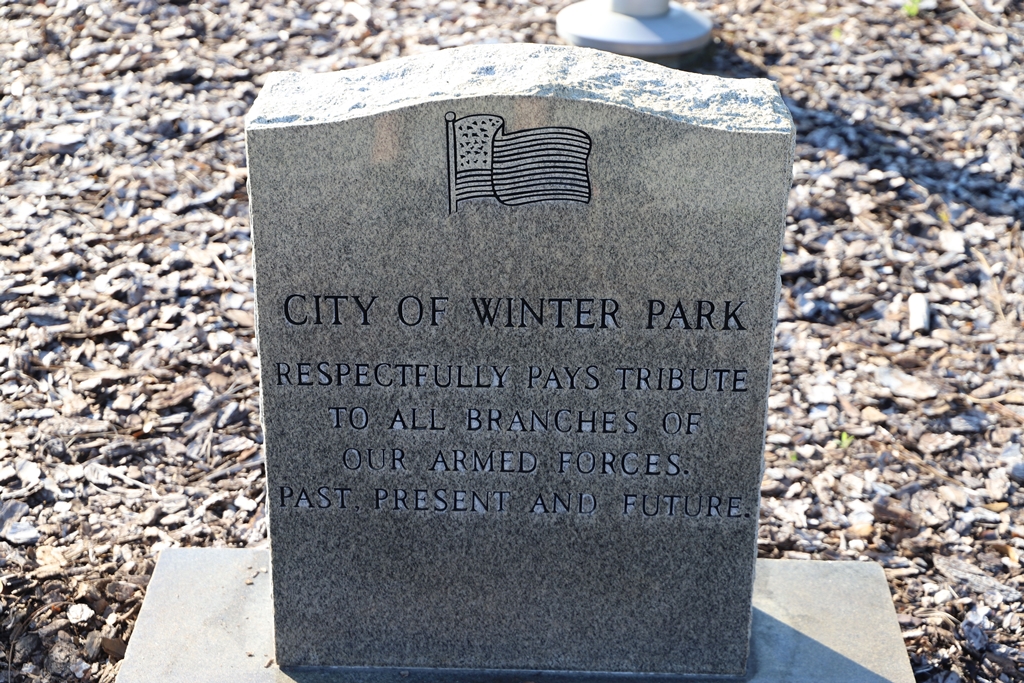 CITY OF WINTER PARK
RESPECTFULLY PAYS TRIBUTE
TO ALL BRANCHES OF
OUR ARMED FORCES.
PAST, PRESENT AND FUTURE.